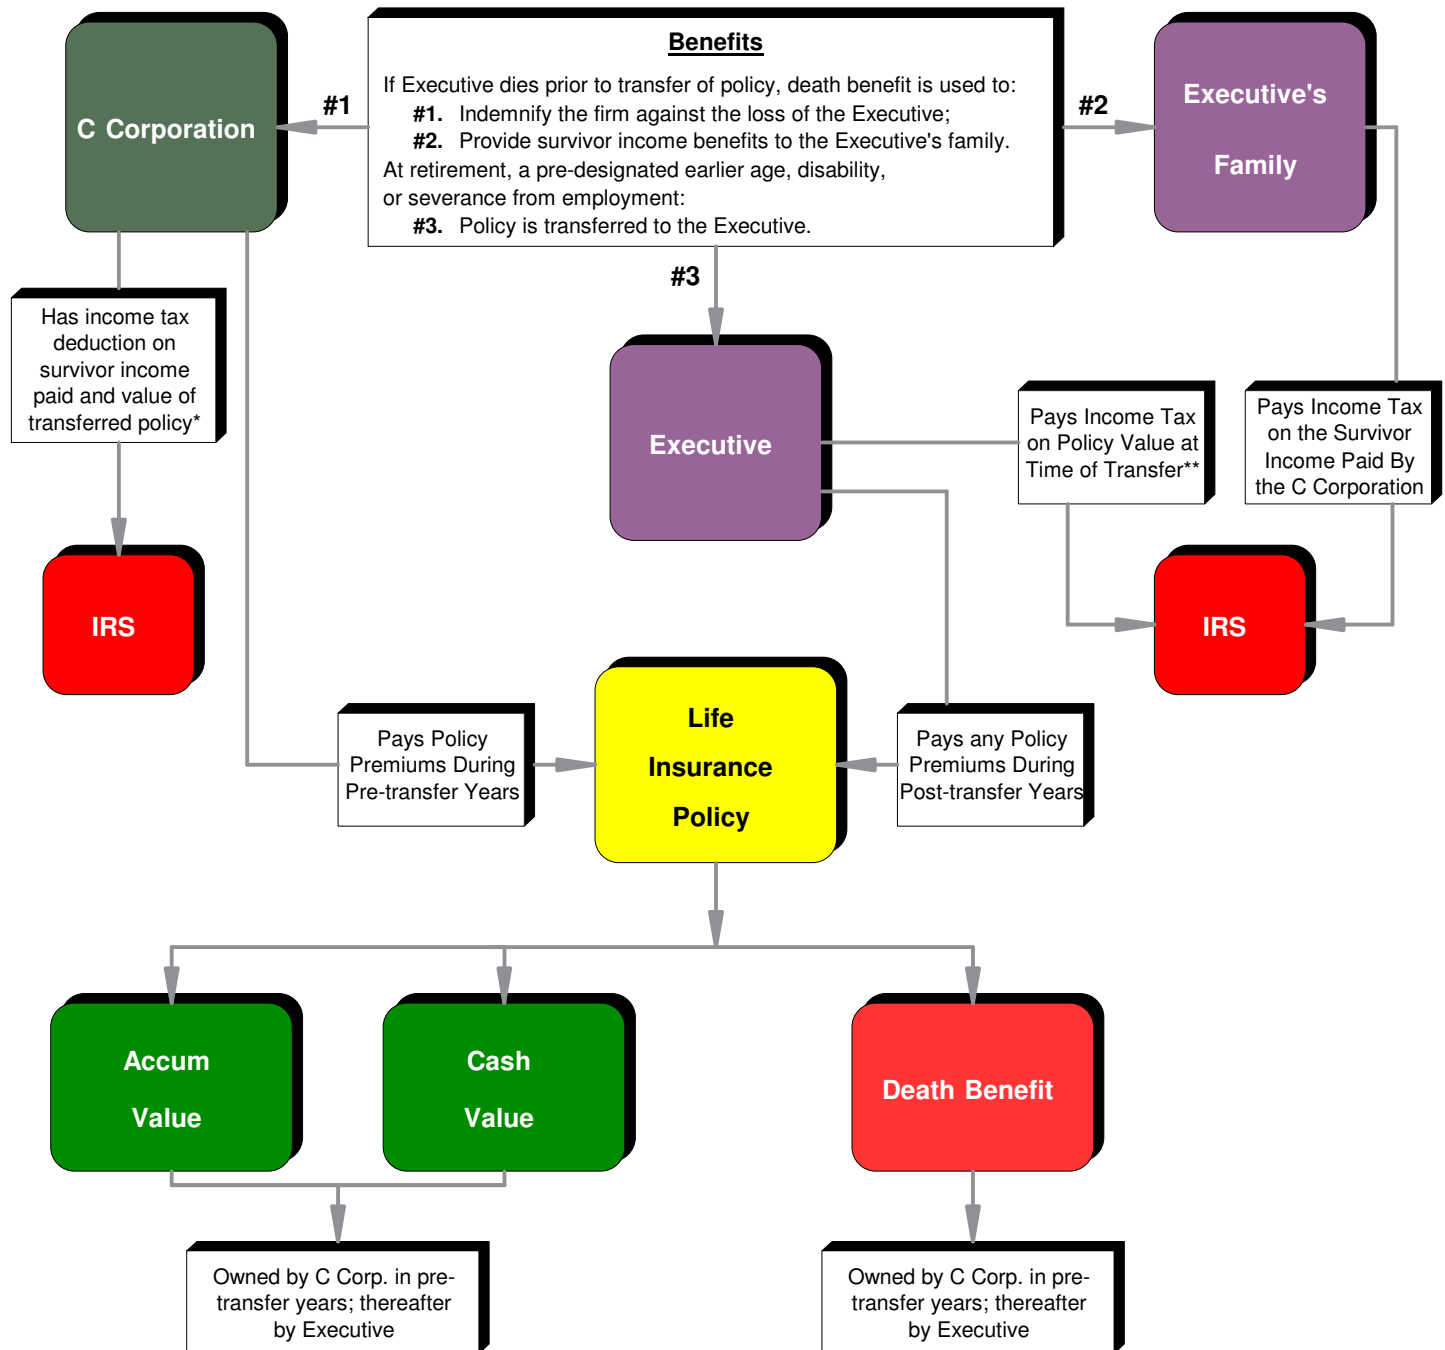 Benefits
If Executive dies prior to transfer of policy, death benefit is used to:
#1. Indemnify the firm against the loss of the Executive;
#2. Provide survivor income benefits to the Executive's family.
At retirement, a pre-designated earlier age, disability,
or severance from employment:
#3. Policy is transferred to the Executive.
C Corporation
#1
#2
Executive's
Family
#3
Has income tax
deduction on
survivor income
paid and value of
transferred policy*
Executive
Pays Income Tax
on Policy Value at
Time of Transfer**
Pays Income Tax
on the Survivor
Income Paid By
the C Corporation
IRS
IRS
Pays Policy
Premiums During
Pre-transfer Years
Life
Insurance
Policy
Pays any Policy
Premiums During
Post-transfer Years
Accum
Value
Cash
Value
Death Benefit
Owned by C Corp. in pre-
transfer years; thereafter
by Executive
Owned by C Corp. in pre-
transfer years; thereafter
by Executive